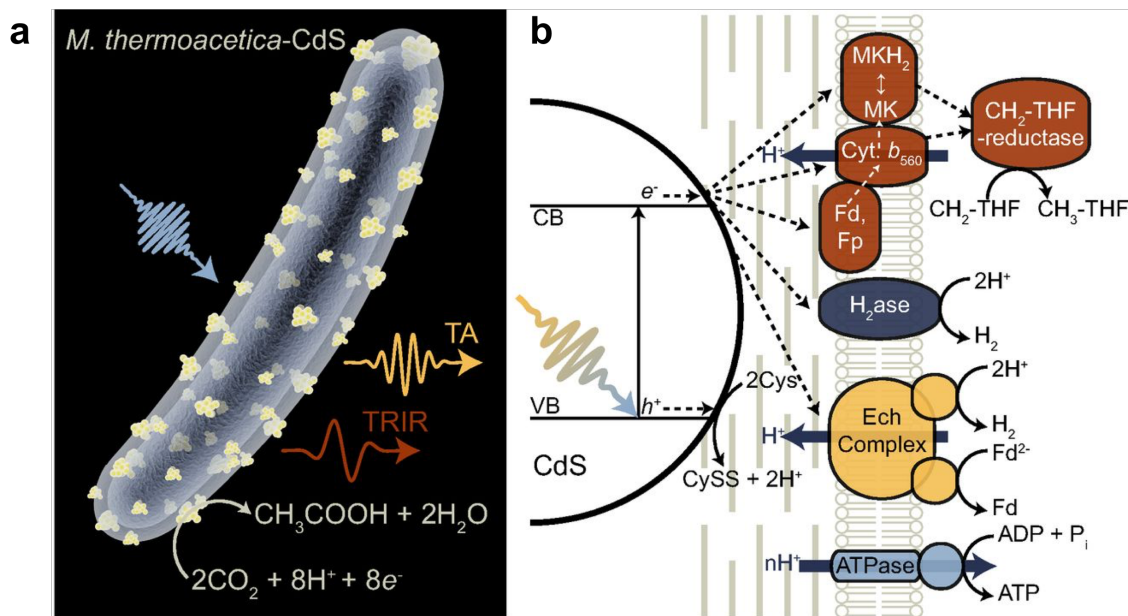 a
M. thermoacetica-CdS
TA
TRIR
CH₃COOH + 2H₂O
2CO₂ + 8H⁺ + 8e⁻
b
MKH₂
↕
MK
CH₂-THF
-reductase
H⁺
Cyt. b₅₆₀
e⁻
CB
Fd,
Fp
CH₂-THF
CH₃-THF
2H⁺
H₂ase
H₂
2Cys
2H⁺
VB
h⁺
Ech
Complex
H⁺
H₂
Fd²⁻
CdS
CySS + 2H⁺
Fd
nH⁺
ATPase
ADP + Pᵢ
ATP